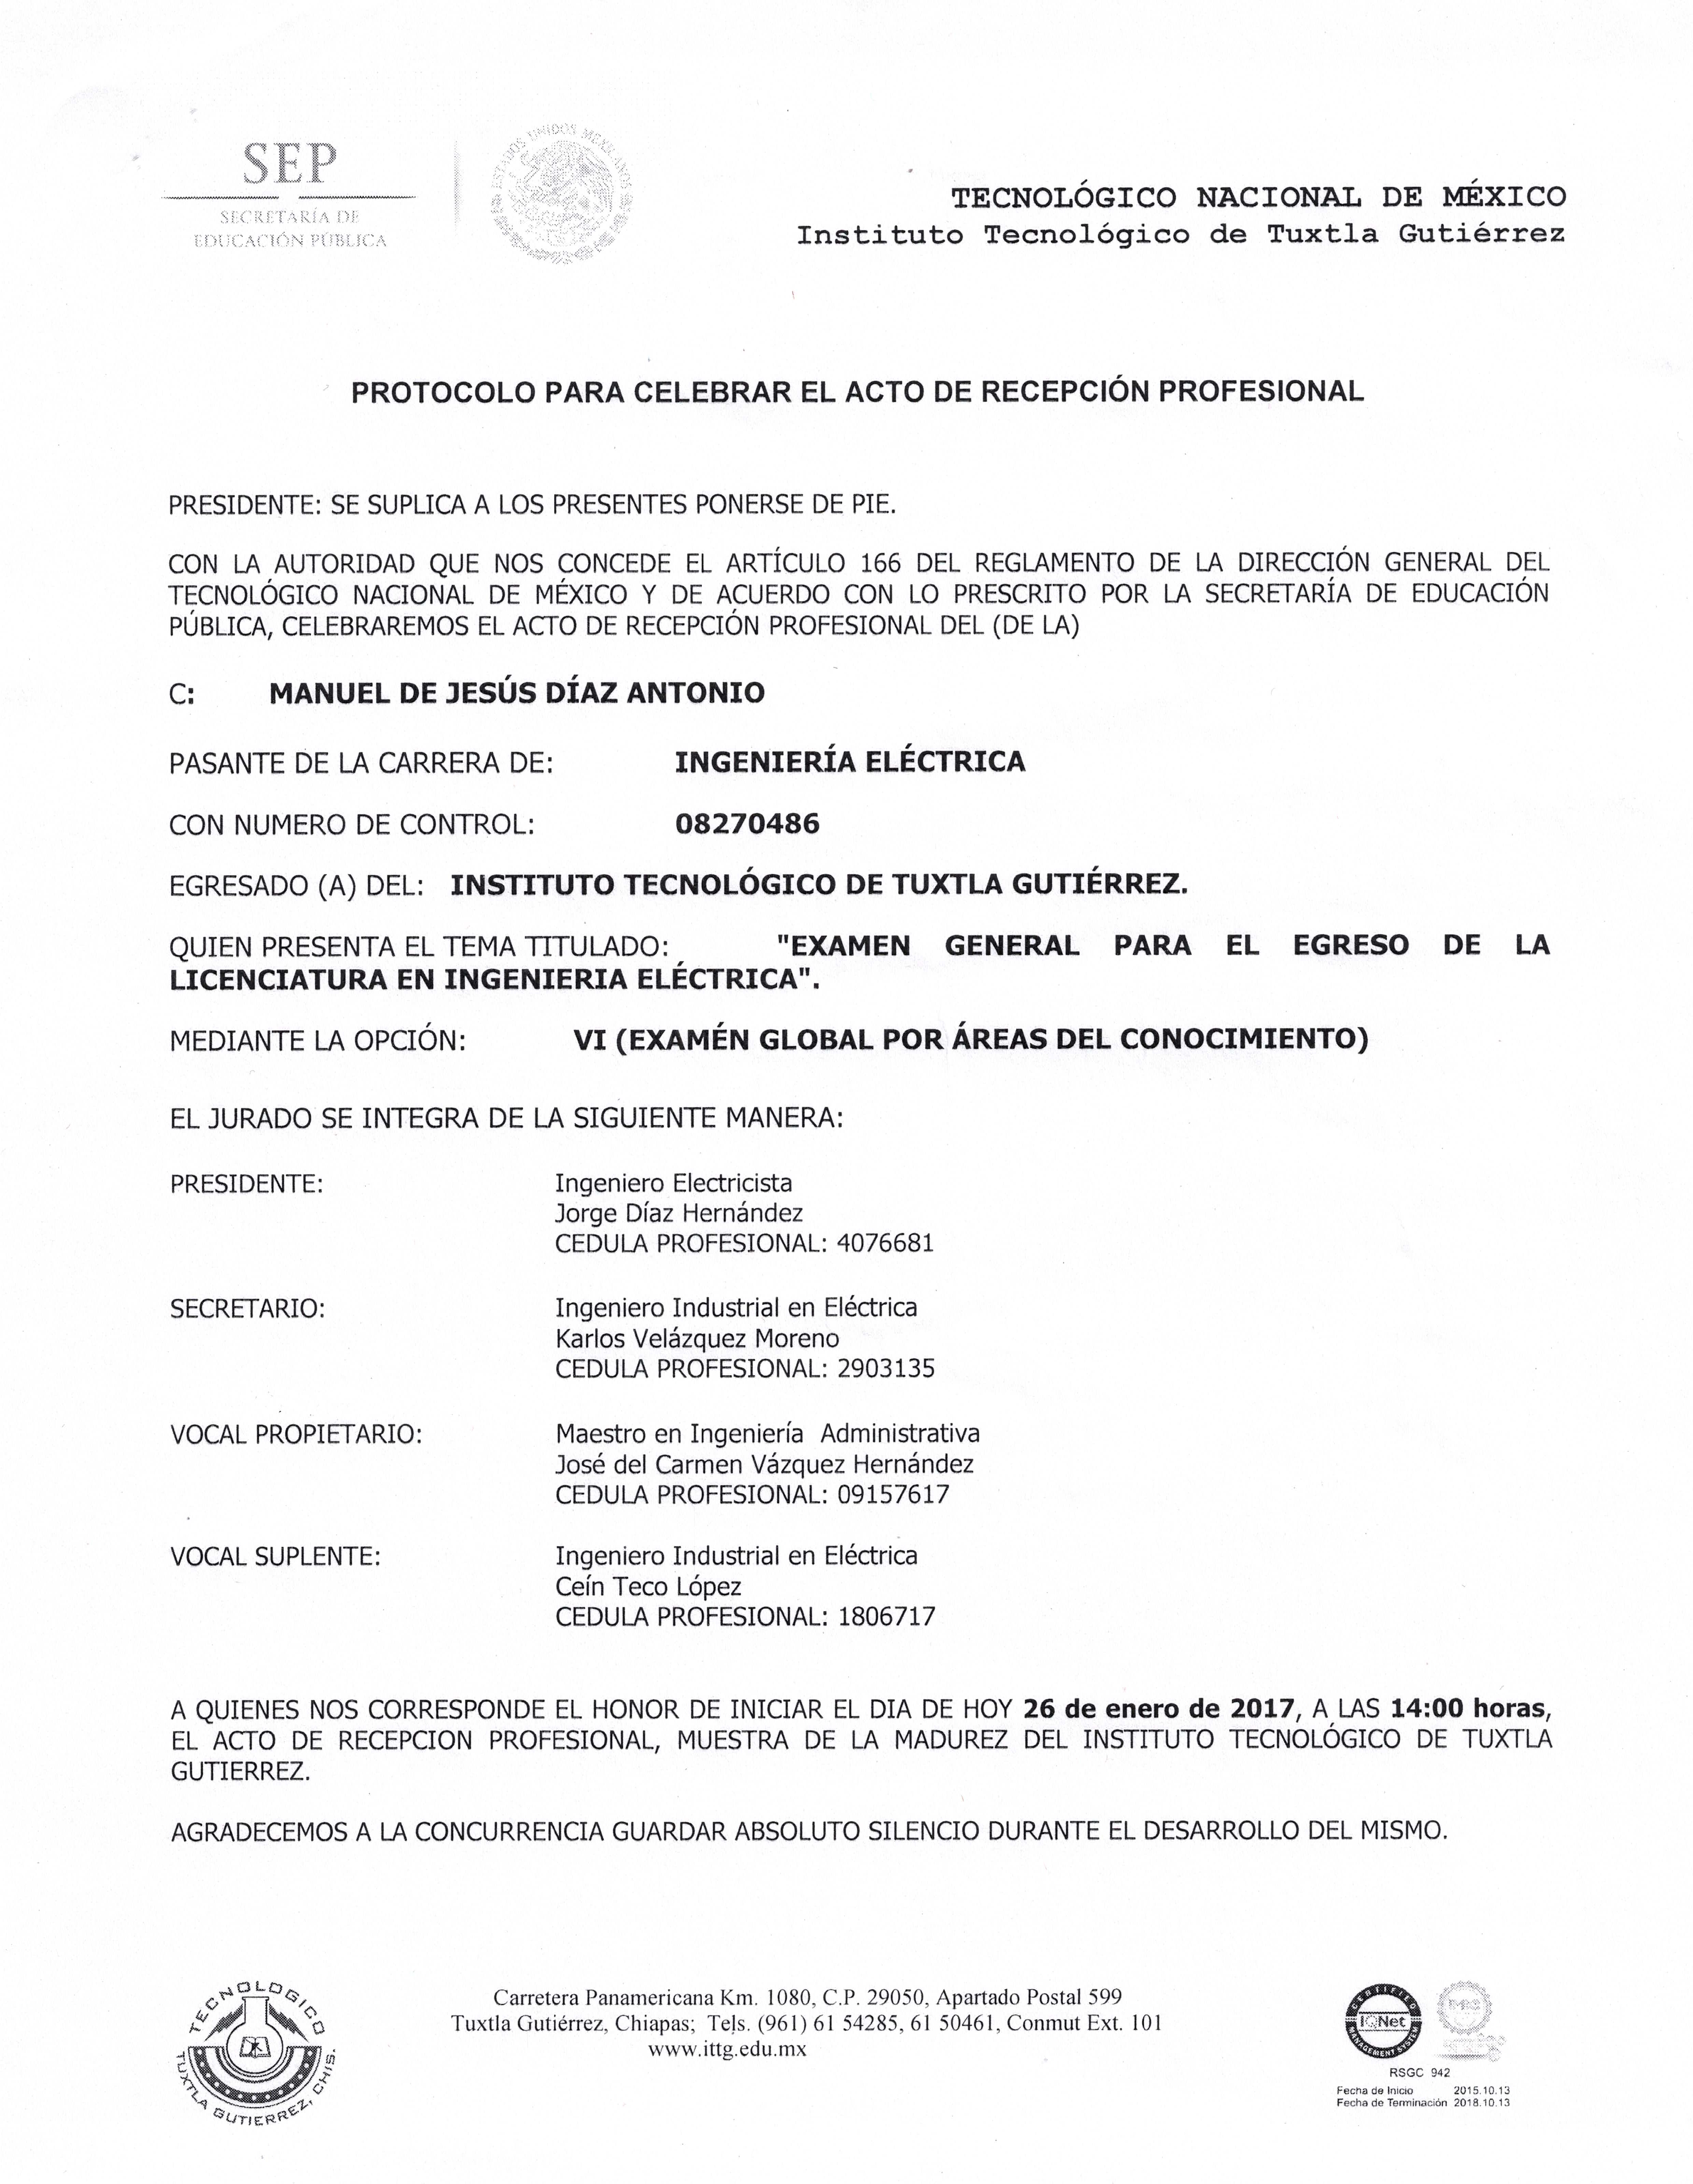 SEP
SECRETARÍA DE
EDUCACIÓN PÚBLICA
ESTADOS UNIDOS MEXICANOS
TECNOLÓGICO NACIONAL DE MÉXICO
Instituto Tecnológico de Tuxtla Gutiérrez
PROTOCOLO PARA CELEBRAR EL ACTO DE RECEPCIÓN PROFESIONAL
PRESIDENTE: SE SUPLICA A LOS PRESENTES PONERSE DE PIE.
CON LA AUTORIDAD QUE NOS CONCEDE EL ARTÍCULO 166 DEL REGLAMENTO DE LA DIRECCIÓN GENERAL DEL
TECNOLÓGICO NACIONAL DE MÉXICO Y DE ACUERDO CON LO PRESCRITO POR LA SECRETARÍA DE EDUCACIÓN
PÚBLICA, CELEBRAREMOS EL ACTO DE RECEPCIÓN PROFESIONAL DEL (DE LA)
C: MANUEL DE JESÚS DÍAZ ANTONIO
PASANTE DE LA CARRERA DE: INGENIERÍA ELÉCTRICA
CON NUMERO DE CONTROL: 08270486
EGRESADO (A) DEL: INSTITUTO TECNOLÓGICO DE TUXTLA GUTIÉRREZ.
QUIEN PRESENTA EL TEMA TITULADO: "EXAMEN GENERAL PARA EL EGRESO DE LA
LICENCIATURA EN INGENIERIA ELÉCTRICA".
MEDIANTE LA OPCIÓN: VI (EXAMÉN GLOBAL POR ÁREAS DEL CONOCIMIENTO)
EL JURADO SE INTEGRA DE LA SIGUIENTE MANERA:
PRESIDENTE: Ingeniero Electricista
Jorge Díaz Hernández
CEDULA PROFESIONAL: 4076681
SECRETARIO: Ingeniero Industrial en Eléctrica
Karlos Velázquez Moreno
CEDULA PROFESIONAL: 2903135
VOCAL PROPIETARIO: Maestro en Ingeniería Administrativa
José del Carmen Vázquez Hernández
CEDULA PROFESIONAL: 09157617
VOCAL SUPLENTE: Ingeniero Industrial en Eléctrica
Ceín Teco López
CEDULA PROFESIONAL: 1806717
A QUIENES NOS CORRESPONDE EL HONOR DE INICIAR EL DIA DE HOY 26 de enero de 2017, A LAS 14:00 horas,
EL ACTO DE RECEPCION PROFESIONAL, MUESTRA DE LA MADUREZ DEL INSTITUTO TECNOLÓGICO DE TUXTLA
GUTIERREZ.
AGRADECEMOS A LA CONCURRENCIA GUARDAR ABSOLUTO SILENCIO DURANTE EL DESARROLLO DEL MISMO.
TECNOLOGICO
TUXTLA GUTIERREZ, CHIS.
Carretera Panamericana Km. 1080, C.P. 29050, Apartado Postal 599
Tuxtla Gutiérrez, Chiapas; Tels. (961) 61 54285, 61 50461, Conmut Ext. 101
www.ittg.edu.mx
CERTIFIED
IQNet
MANAGEMENT SYSTEM
RSGC 942
Fecha de Inicio 2015.10.13
Fecha de Terminación 2018.10.13